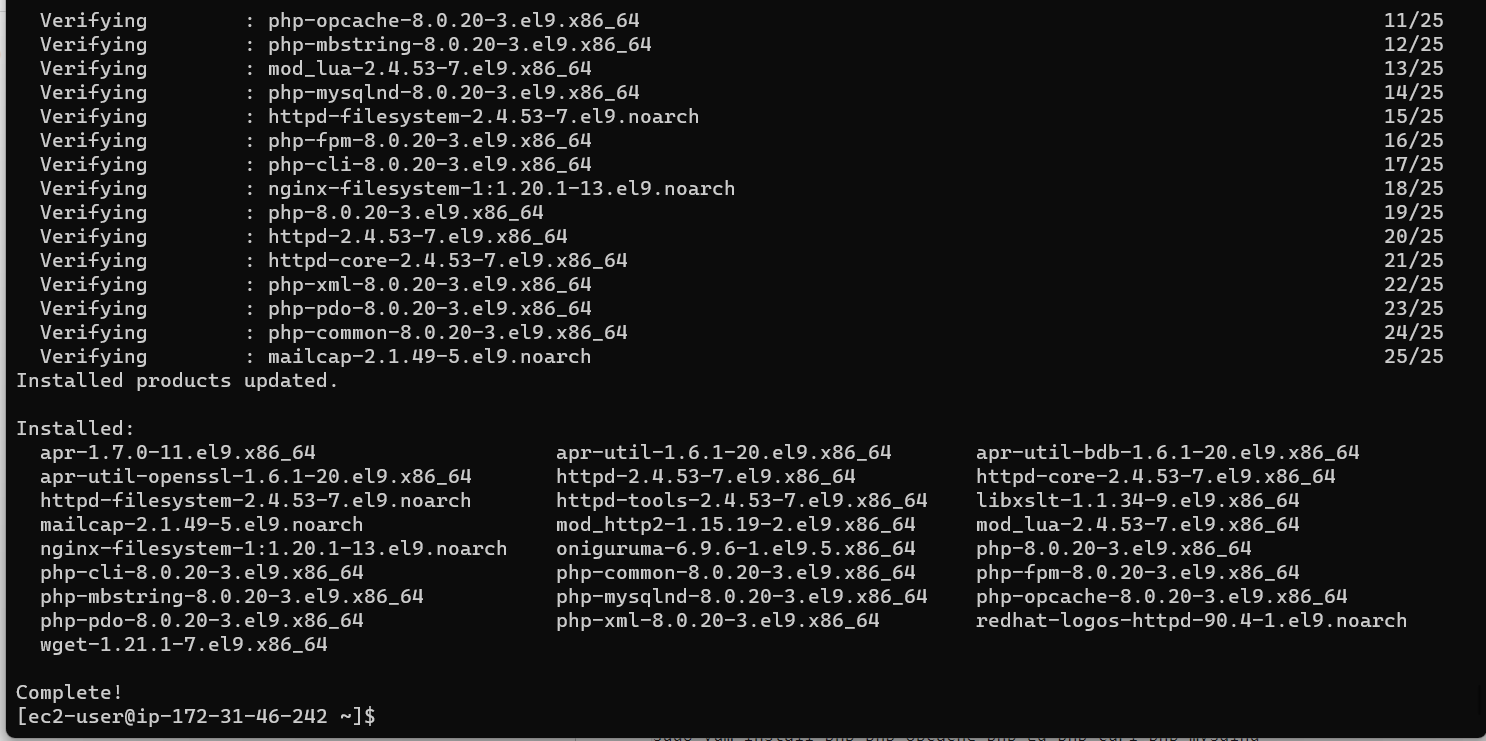 Verifying : php-opcache-8.0.20-3.el9.x86_64 11/25
Verifying : php-mbstring-8.0.20-3.el9.x86_64 12/25
Verifying : mod_lua-2.4.53-7.el9.x86_64 13/25
Verifying : php-mysqlnd-8.0.20-3.el9.x86_64 14/25
Verifying : httpd-filesystem-2.4.53-7.el9.noarch 15/25
Verifying : php-fpm-8.0.20-3.el9.x86_64 16/25
Verifying : php-cli-8.0.20-3.el9.x86_64 17/25
Verifying : nginx-filesystem-1:1.20.1-13.el9.noarch 18/25
Verifying : php-8.0.20-3.el9.x86_64 19/25
Verifying : httpd-2.4.53-7.el9.x86_64 20/25
Verifying : httpd-core-2.4.53-7.el9.x86_64 21/25
Verifying : php-xml-8.0.20-3.el9.x86_64 22/25
Verifying : php-pdo-8.0.20-3.el9.x86_64 23/25
Verifying : php-common-8.0.20-3.el9.x86_64 24/25
Verifying : mailcap-2.1.49-5.el9.noarch 25/25
Installed products updated.
Installed:
apr-1.7.0-11.el9.x86_64 apr-util-1.6.1-20.el9.x86_64 apr-util-bdb-1.6.1-20.el9.x86_64
apr-util-openssl-1.6.1-20.el9.x86_64 httpd-2.4.53-7.el9.x86_64 httpd-core-2.4.53-7.el9.x86_64
httpd-filesystem-2.4.53-7.el9.noarch httpd-tools-2.4.53-7.el9.x86_64 libxslt-1.1.34-9.el9.x86_64
mailcap-2.1.49-5.el9.noarch mod_http2-1.15.19-2.el9.x86_64 mod_lua-2.4.53-7.el9.x86_64
nginx-filesystem-1:1.20.1-13.el9.noarch oniguruma-6.9.6-1.el9.5.x86_64 php-8.0.20-3.el9.x86_64
php-cli-8.0.20-3.el9.x86_64 php-common-8.0.20-3.el9.x86_64 php-fpm-8.0.20-3.el9.x86_64
php-mbstring-8.0.20-3.el9.x86_64 php-mysqlnd-8.0.20-3.el9.x86_64 php-opcache-8.0.20-3.el9.x86_64
php-pdo-8.0.20-3.el9.x86_64 php-xml-8.0.20-3.el9.x86_64 redhat-logos-httpd-90.4-1.el9.noarch
wget-1.21.1-7.el9.x86_64
Complete!
[ec2-user@ip-172-31-46-242 ~]$